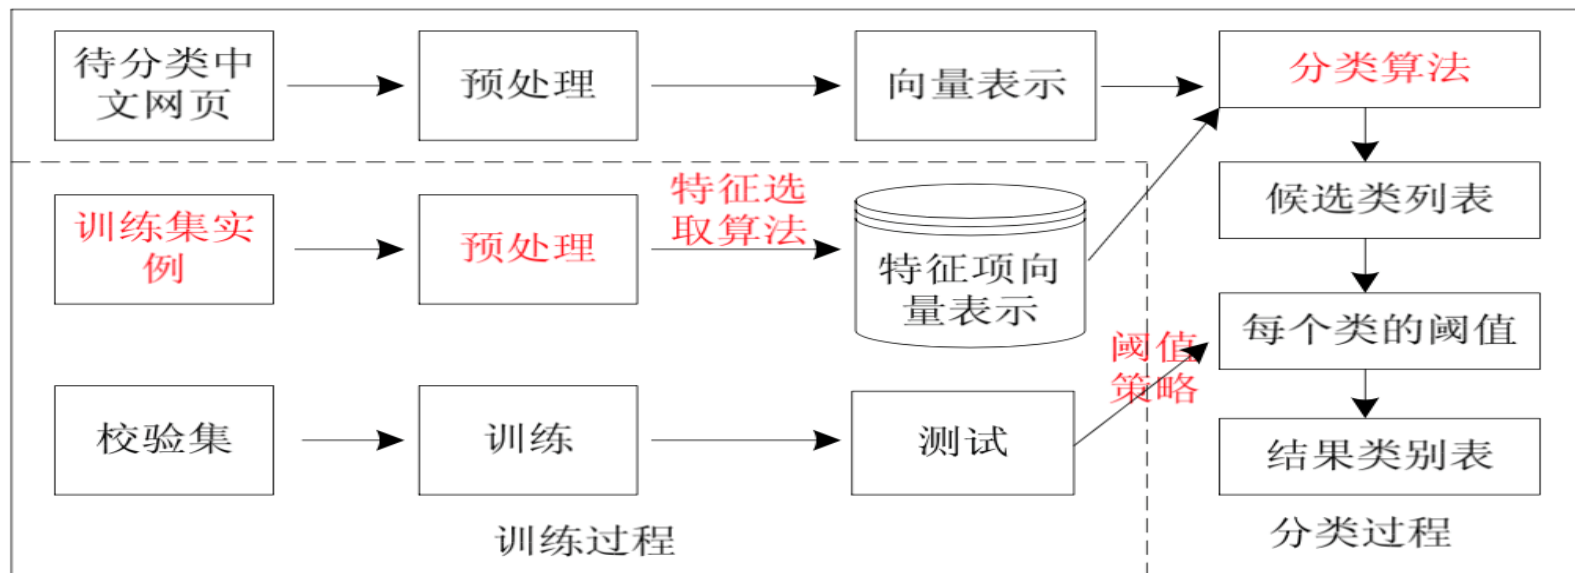 待分类中
文网页
预处理
向量表示
分类算法
训练集实
例
预处理
特征选
取算法
特征项向
量表示
候选类列表
每个类的阈值
阈值
策略
校验集
训练
测试
结果类别表
训练过程
分类过程